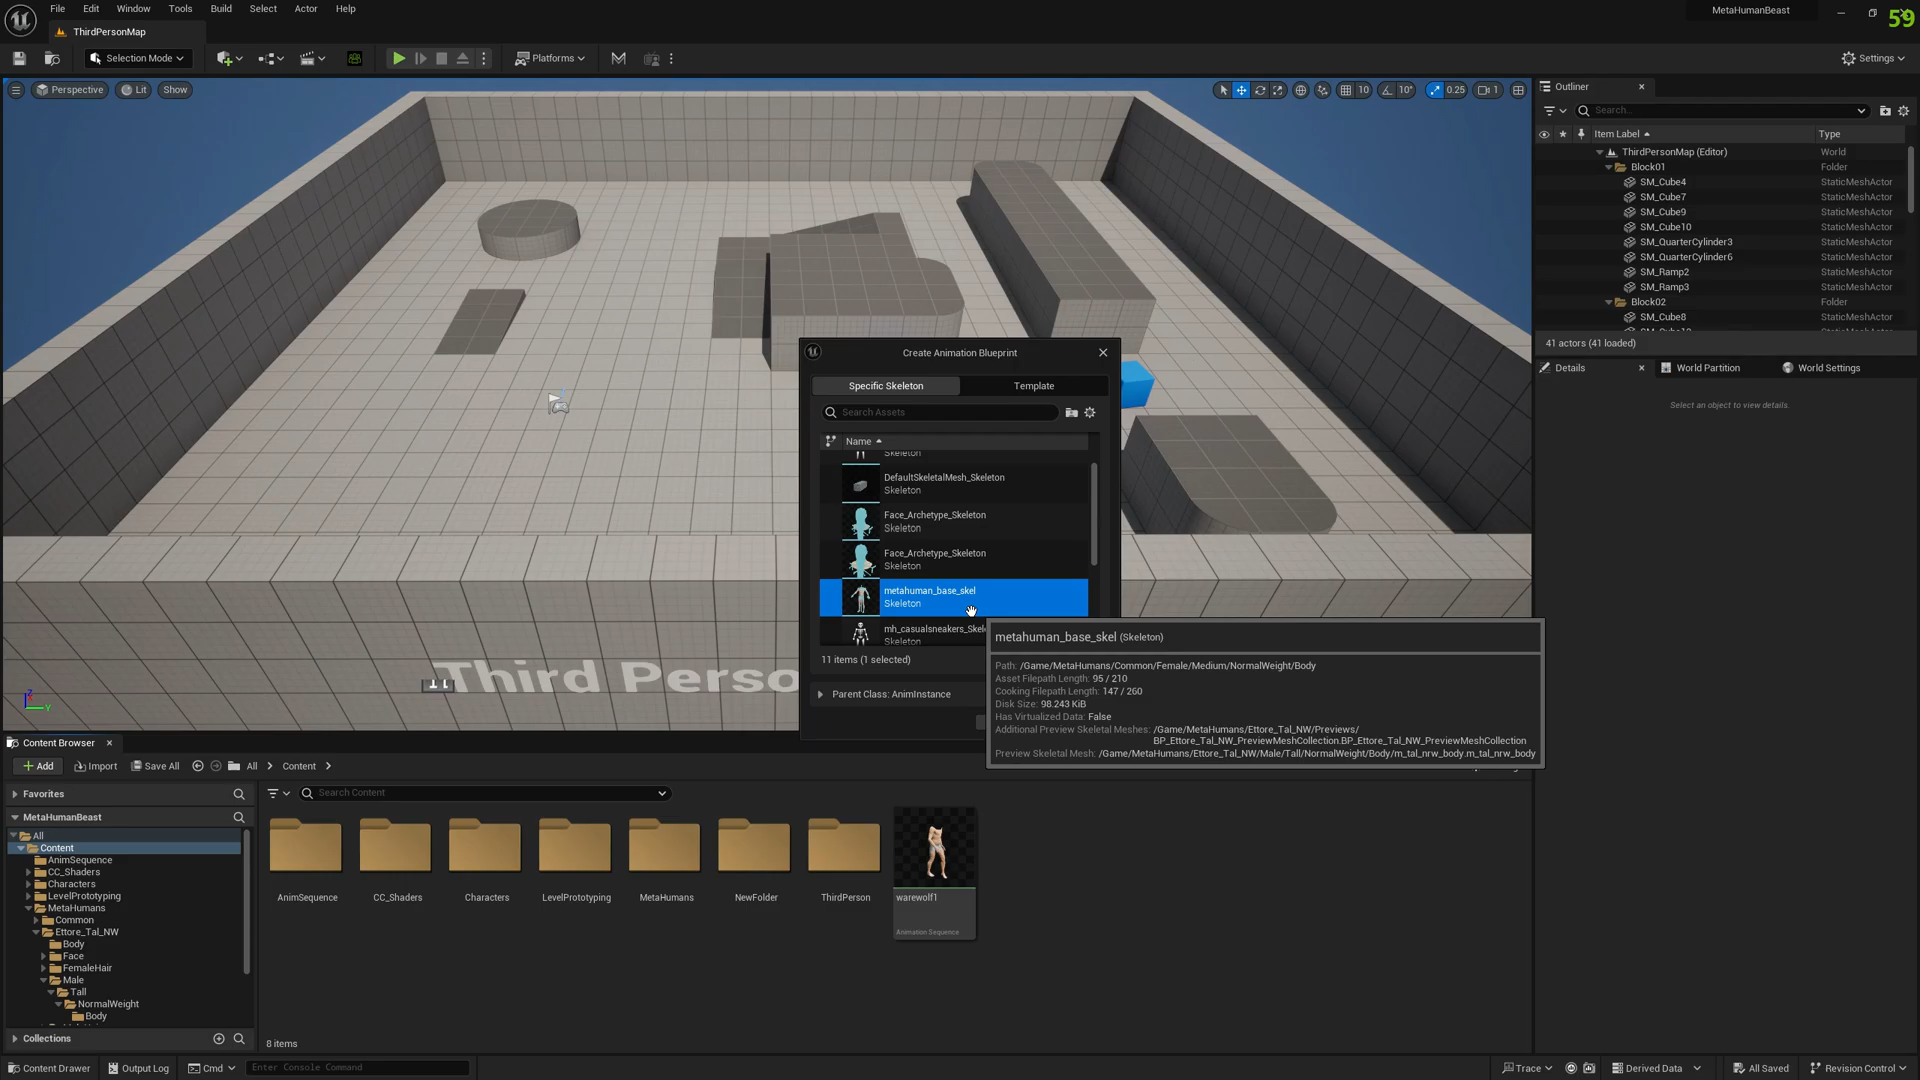 File Edit Window Tools Build Select Actor Help
MetaHumanBeast
59
ThirdPersonMap
Selection Mode
Platforms
Settings
Perspective Lit Show
10 10° 0.25 1
Outliner
Search...
Item Label Type
ThirdPersonMap (Editor) World
Block01 Folder
SM_Cube4 StaticMeshActor
SM_Cube7 StaticMeshActor
SM_Cube9 StaticMeshActor
SM_Cube10 StaticMeshActor
SM_QuarterCylinder3 StaticMeshActor
SM_QuarterCylinder6 StaticMeshActor
SM_Ramp2 StaticMeshActor
SM_Ramp3 StaticMeshActor
Block02 Folder
SM_Cube8 StaticMeshActor
41 actors (41 loaded)
Details World Partition World Settings
Select an object to view details.
Create Animation Blueprint
Specific Skeleton Template
Search Assets
Name
Skeleton
DefaultSkeletalMesh_Skeleton
Skeleton
Face_Archetype_Skeleton
Skeleton
Face_Archetype_Skeleton
Skeleton
metahuman_base_skel
Skeleton
mh_casualsneakers_Skel
Skeleton
11 items (1 selected)
Parent Class: AnimInstance
metahuman_base_skel (Skeleton)
Path: /Game/MetaHumans/Common/Female/Medium/NormalWeight/Body
Asset Filepath Length: 95 / 210
Cooking Filepath Length: 147 / 260
Disk Size: 98.243 KiB
Has Virtualized Data: False
Additional Preview Skeletal Meshes: /Game/MetaHumans/Ettore_Tal_NW/Previews/
BP_Ettore_Tal_NW_PreviewMeshCollection.BP_Ettore_Tal_NW_PreviewMeshCollection
Preview Skeletal Mesh: /Game/MetaHumans/Ettore_Tal_NW/Male/Tall/NormalWeight/Body/m_tal_nrw_body.m_tal_nrw_body
Third Perso
z
y
Content Browser
Add Import Save All All Content
Favorites
Search Content
MetaHumanBeast
All
Content
AnimSequence
CC_Shaders
Characters
LevelPrototyping
MetaHumans
Common
Ettore_Tal_NW
Body
Face
FemaleHair
Male
Tall
NormalWeight
Body
Collections
AnimSequence CC_Shaders Characters LevelPrototyping MetaHumans NewFolder ThirdPerson warewolf1
Animation Sequence
8 items
Content Drawer Output Log Cmd Enter Console Command
Trace Derived Data All Saved Revision Control